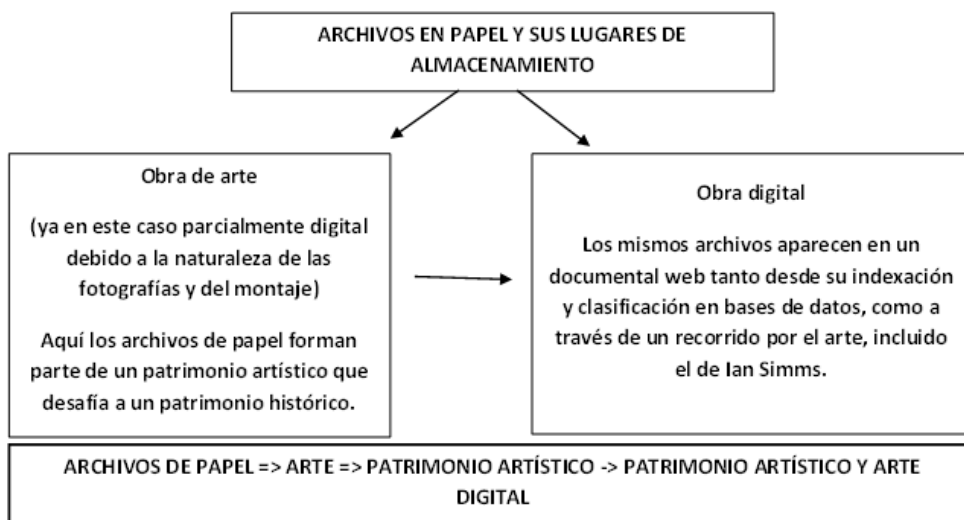 ARCHIVOS EN PAPEL Y SUS LUGARES DE
ALMACENAMIENTO
Obra de arte
(ya en este caso parcialmente digital
debido a la naturaleza de las
fotografías y del montaje)
Aquí los archivos de papel forman
parte de un patrimonio artístico que
desafía a un patrimonio histórico.
Obra digital
Los mismos archivos aparecen en un
documental web tanto desde su indexación
y clasificación en bases de datos, como a
través de un recorrido por el arte, incluido
el de Ian Simms.
ARCHIVOS DE PAPEL => ARTE => PATRIMONIO ARTÍSTICO -> PATRIMONIO ARTÍSTICO Y ARTE
DIGITAL